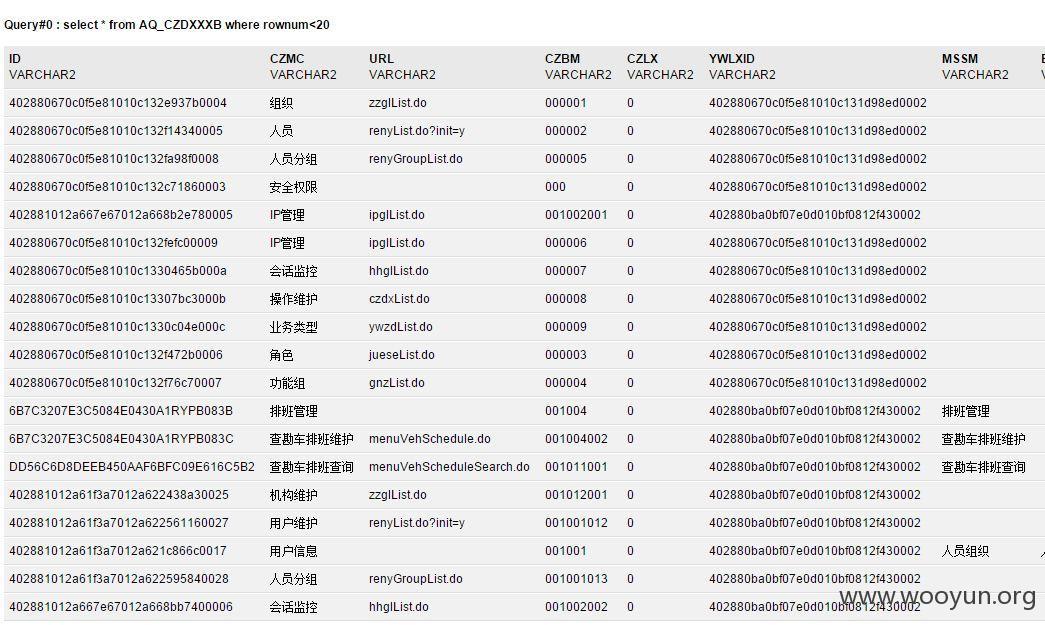 Query#0 : select * from AQ_CZDXXXB where rownum<20
ID CZMC URL CZBM CZLX YWLXID MSSM
VARCHAR2 VARCHAR2 VARCHAR2 VARCHAR2 VARCHAR2 VARCHAR2 VARCHAR2
402880670c0f5e81010c132e937b0004 组织 zzglList.do 000001 0 402880670c0f5e81010c131d98ed0002
402880670c0f5e81010c132f14340005 人员 renyList.do?init=y 000002 0 402880670c0f5e81010c131d98ed0002
402880670c0f5e81010c132fa98f0008 人员分组 renyGroupList.do 000005 0 402880670c0f5e81010c131d98ed0002
402880670c0f5e81010c132c71860003 安全权限 000 0 402880670c0f5e81010c131d98ed0002
402881012a667e67012a668b2e780005 IP管理 ipglList.do 001002001 0 402880ba0bf07e0d010bf0812f430002
402880670c0f5e81010c132fefc00009 IP管理 ipglList.do 000006 0 402880670c0f5e81010c131d98ed0002
402880670c0f5e81010c1330465b000a 会话监控 hhglList.do 000007 0 402880670c0f5e81010c131d98ed0002
402880670c0f5e81010c13307bc3000b 操作维护 czdxList.do 000008 0 402880670c0f5e81010c131d98ed0002
402880670c0f5e81010c1330c04e000c 业务类型 ywzdList.do 000009 0 402880670c0f5e81010c131d98ed0002
402880670c0f5e81010c132f472b0006 角色 jueseList.do 000003 0 402880670c0f5e81010c131d98ed0002
402880670c0f5e81010c132f76c70007 功能组 gnzList.do 000004 0 402880670c0f5e81010c131d98ed0002
6B7C3207E3C5084E0430A1RYPB083B 排班管理 001004 0 402880ba0bf07e0d010bf0812f430002 排班管理
6B7C3207E3C5084E0430A1RYPB083C 查勘车排班维护 menuVehSchedule.do 001004002 0 402880ba0bf07e0d010bf0812f430002 查勘车排班维护
DD56C6D8DEEB450AAF6BFC09E616C5B2 查勘车排班查询 menuVehScheduleSearch.do 001011001 0 402880ba0bf07e0d010bf0812f430002 查勘车排班查询
402881012a61f3a7012a622438a30025 机构维护 zzglList.do 001012001 0 402880ba0bf07e0d010bf0812f430002
402881012a61f3a7012a622561160027 用户维护 renyList.do?init=y 001001012 0 402880ba0bf07e0d010bf0812f430002
402881012a61f3a7012a621c866c0017 用户信息 001001 0 402880ba0bf07e0d010bf0812f430002 人员组织
402881012a61f3a7012a622595840028 人员分组 renyGroupList.do 001001013 0 402880ba0bf07e0d010bf0812f430002
402881012a667e67012a668bb7400006 会话监控 hhglList.do 001002002 0 402880ba0bf07e0d010bf0812f430002
www.wooyun.org